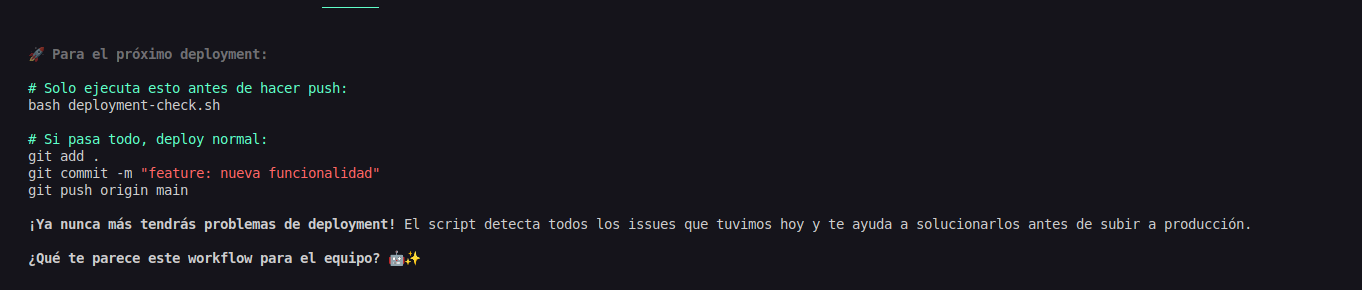 🚀 Para el próximo deployment:
# Solo ejecuta esto antes de hacer push:
bash deployment-check.sh
# Si pasa todo, deploy normal:
git add .
git commit -m "feature: nueva funcionalidad"
git push origin main
¡Ya nunca más tendrás problemas de deployment! El script detecta todos los issues que tuvimos hoy y te ayuda a solucionarlos antes de subir a producción.
¿Qué te parece este workflow para el equipo? 🤖✨